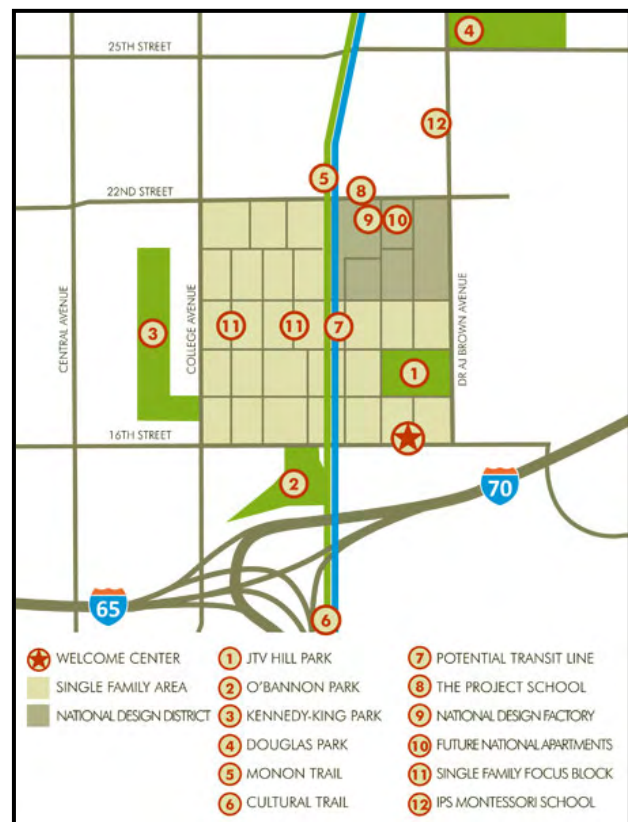 4
25TH STREET
12
5
8
22ND STREET
9
10
CENTRAL AVENUE
COLLEGE AVENUE
DR AJ BROWN AVENUE
3
11
11
7
1
16TH STREET
2
70
65
6
WELCOME CENTER
SINGLE FAMILY AREA
NATIONAL DESIGN DISTRICT
1 JTV HILL PARK
2 O'BANNON PARK
3 KENNEDY-KING PARK
4 DOUGLAS PARK
5 MONON TRAIL
6 CULTURAL TRAIL
7 POTENTIAL TRANSIT LINE
8 THE PROJECT SCHOOL
9 NATIONAL DESIGN FACTORY
10 FUTURE NATIONAL APARTMENTS
11 SINGLE FAMILY FOCUS BLOCK
12 IPS MONTESSORI SCHOOL